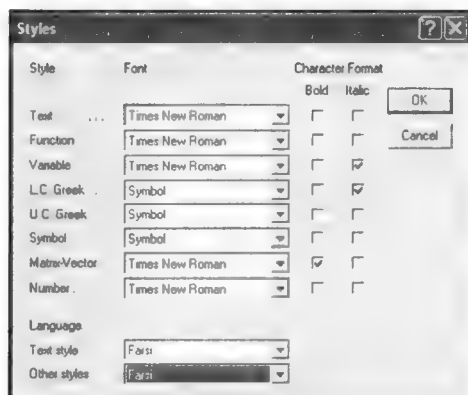 Styles
Style Font Character Format
Bold Italic
OK
Text ... Times New Roman
Function Times New Roman
Cancel
Variable Times New Roman
L.C. Greek . Symbol
U.C. Greek Symbol
Symbol Symbol
Matrix-Vector Times New Roman
Number . Times New Roman
Language
Text style Farsi
Other styles Farsi